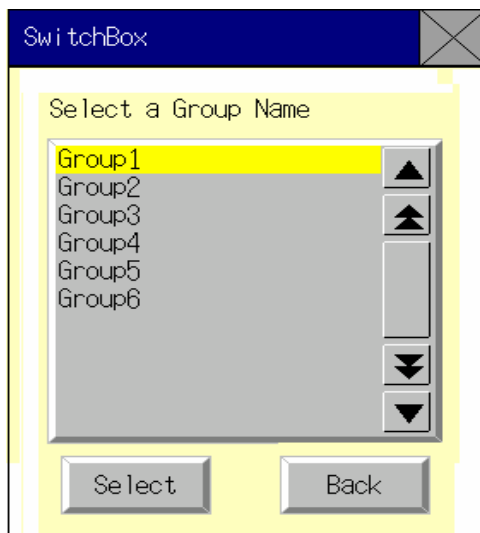 SwitchBox
Select a Group Name
Group1
Group2
Group3
Group4
Group5
Group6
Select
Back